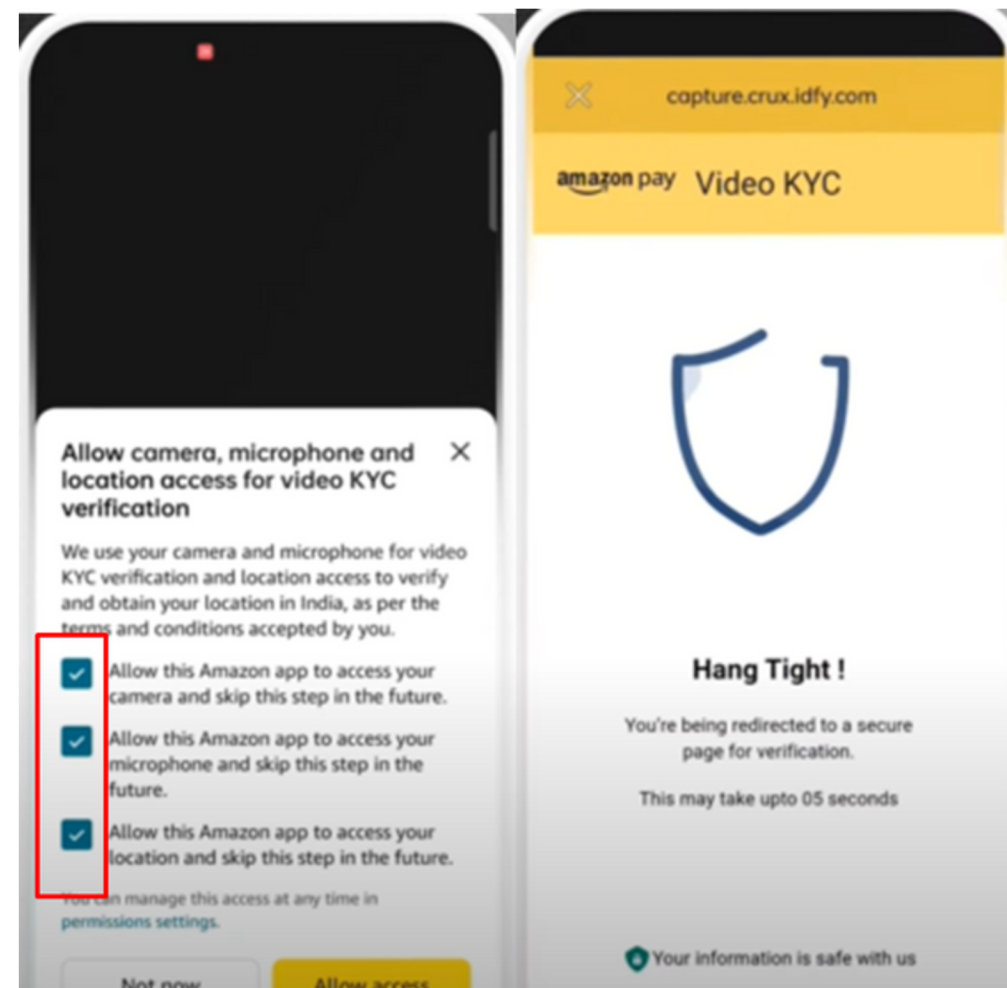 Allow camera, microphone and
location access for video KYC
verification
We use your camera and microphone for video
KYC verification and location access to verify
and obtain your location in India, as per the
terms and conditions accepted by you.
Allow this Amazon app to access your
camera and skip this step in the future.
Allow this Amazon app to access your
microphone and skip this step in the
future.
Allow this Amazon app to access your
location and skip this step in the future.
You can manage this access at any time in
permissions settings.
Not now
Allow access
capture.crux.idfy.com
amazon pay Video KYC
Hang Tight !
You're being redirected to a secure
page for verification.
This may take upto 05 seconds
Your information is safe with us